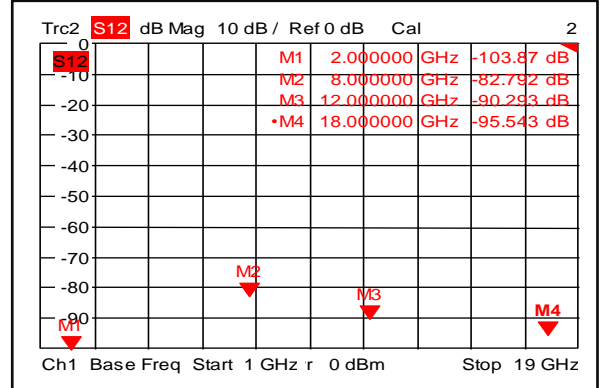 Trc2 S12 dB Mag 10 dB / Ref 0 dB Cal 2
0
S12
M1 2.000000 GHz -103.87 dB
-10
M2 8.000000 GHz -82.792 dB
-20
M3 12.000000 GHz -90.293 dB
•M4 18.000000 GHz -95.543 dB
-30
-40
-50
-60
-70
M2
-80
M3
M4
-90
M1
Ch1 Base Freq Start 1 GHz r 0 dBm Stop 19 GHz